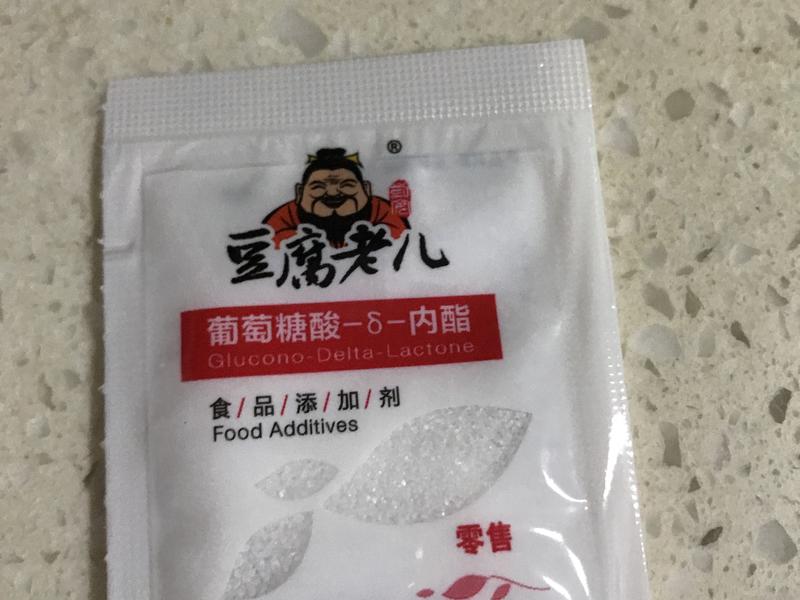 ®
豆腐老儿
葡萄糖酸-δ-内酯
Glucono-Delta-Lactone
食/品/添/加/剂
Food Additives
零售